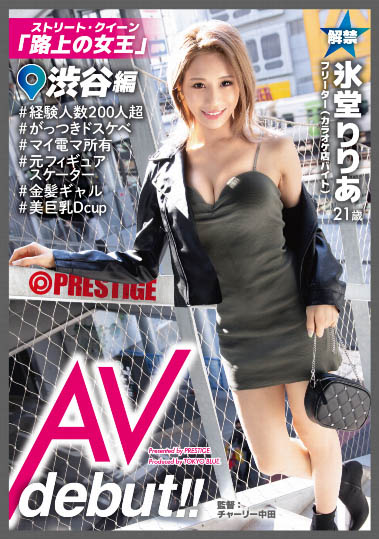 ストリート・クイーン
「路上の女王」
渋谷編
#経験人数200人超
#がっつきドスケベ
#マイ電マ所有
#元フィギュア
スケーター
#金髪ギャル
#美巨乳Dcup
解禁
氷堂りりあ
フリーター(カラオケ店バイト)
21歳
PRESTIGE
AV
Presented by PRESTIGE.
Produced by TOKYO BLUE.
debut!!
監督:
チャーリー中田